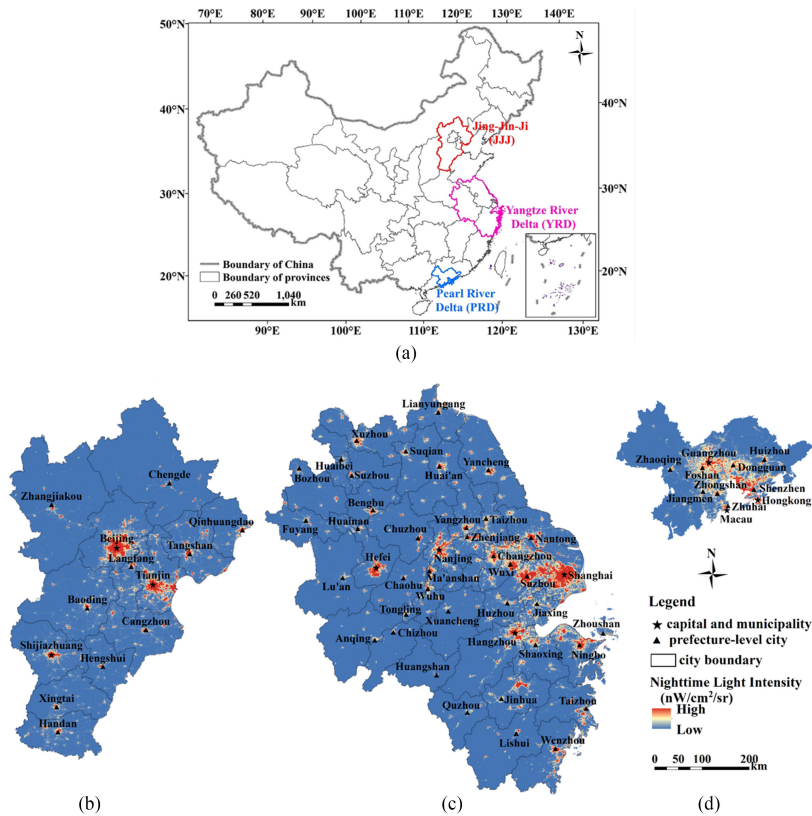 70°E 80°E 90°E 100°E 110°E 120°E 130°E 140°E
50°N
40°N
30°N
20°N
40°N
30°N
20°N
N
Jing-Jin-Ji
(JJJ)
Yangtze River
Delta (YRD)
Pearl River
Delta (PRD)
Boundary of China
Boundary of provinces
0 260 520 1,040
km
90°E 100°E 110°E 120°E 130°E
(a)
Chengde
Zhangjiakou
Qinhuangdao
Beijing
Langfang
Tangshan
Tianjin
Baoding
Cangzhou
Shijiazhuang
Hengshui
Xingtai
Handan
(b)
Lianyungang
Xuzhou
Suqian
Huaibei
Bozhou
Suzhou
Huai'an
Yancheng
Bengbu
Fuyang
Huainan
Chuzhou
Yangzhou
Taizhou
Zhenjiang
Nantong
Hefei
Nanjing
Changzhou
Wuxi
Suzhou
Shanghai
Lu'an
Chaohu
Ma'anshan
Wuhu
Tongling
Xuancheng
Huzhou
Jiaxing
Zhoushan
Anqing
Chizhou
Hangzhou
Shaoxing
Ningbo
Huangshan
Quzhou
Jinhua
Taizhou
Lishui
Wenzhou
(c)
Zhaoqing
Guangzhou
Huizhou
Foshan
Dongguan
Zhongshan
Shenzhen
Jiangmen
Hongkong
Zhuhai
Macau
N
Legend
capital and municipality
prefecture-level city
city boundary
Nighttime Light Intensity
(nW/cm²/sr)
High
Low
0 50 100 200
km
(d)